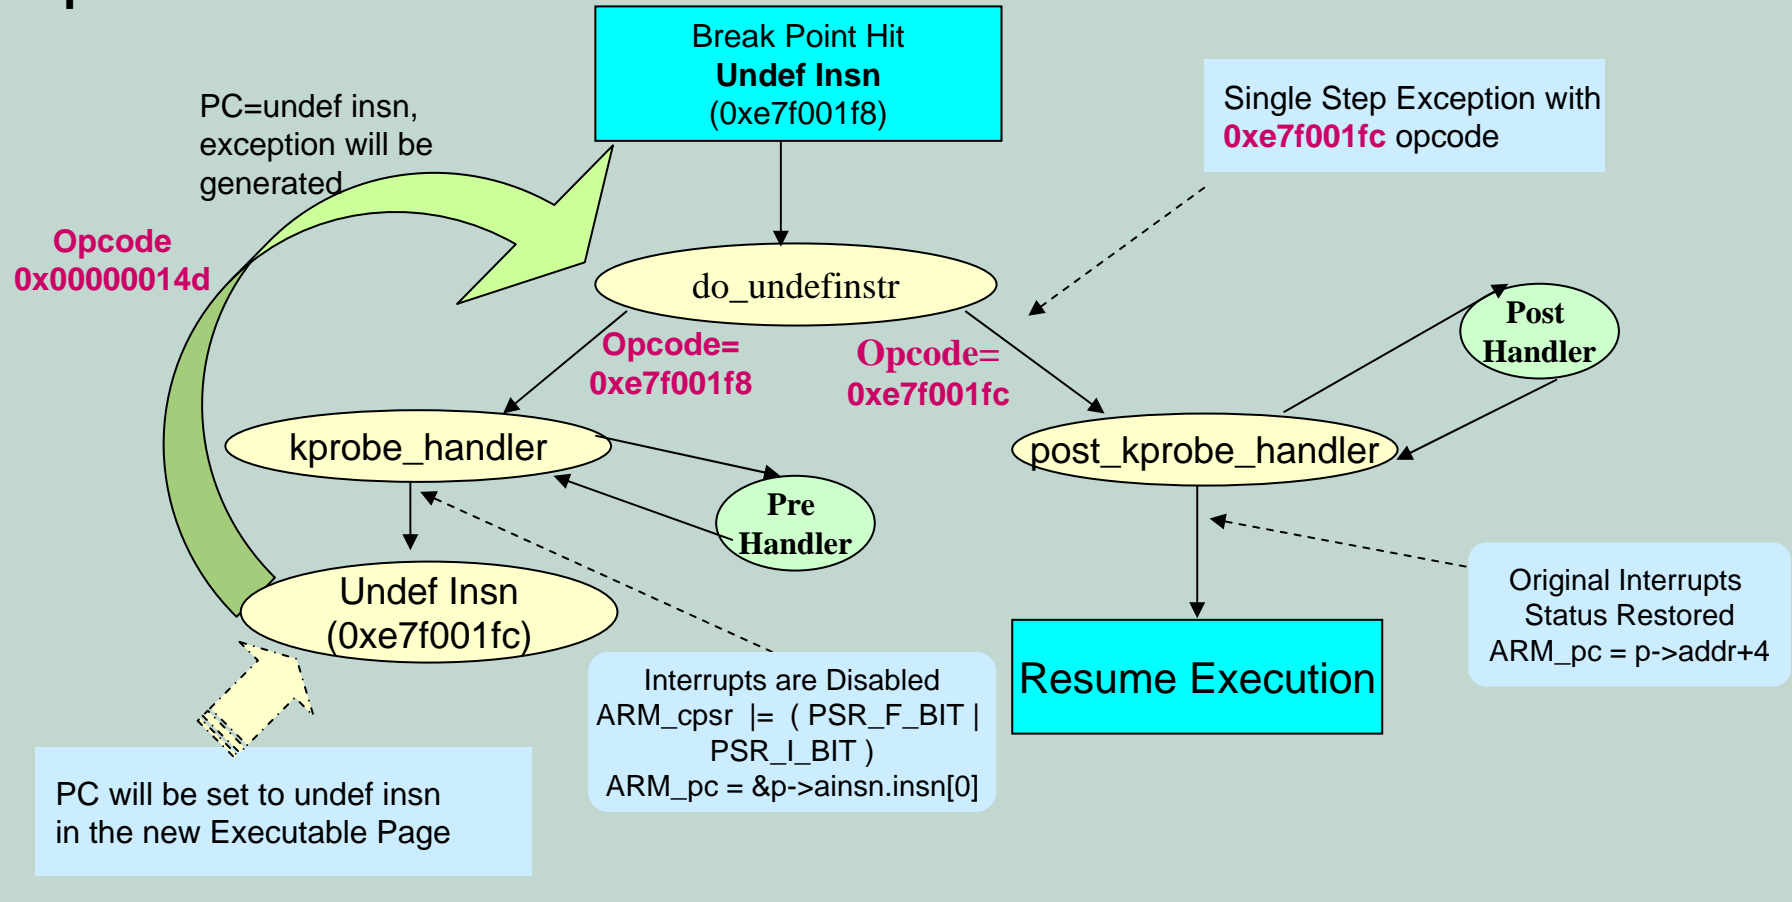 Break Point Hit
Undef Insn
(0xe7f001f8)
PC=undef insn,
exception will be
generated
Single Step Exception with
0xe7f001fc opcode
Opcode
0x00000014d
do_undefinstr
Opcode=
0xe7f001f8
Opcode=
0xe7f001fc
Post
Handler
kprobe_handler
post_kprobe_handler
Pre
Handler
Undef Insn
(0xe7f001fc)
Original Interrupts
Status Restored
ARM_pc = p->addr+4
Interrupts are Disabled
ARM_cpsr |= ( PSR_F_BIT |
PSR_I_BIT )
ARM_pc = &p->ainsn.insn[0]
Resume Execution
PC will be set to undef insn
in the new Executable Page